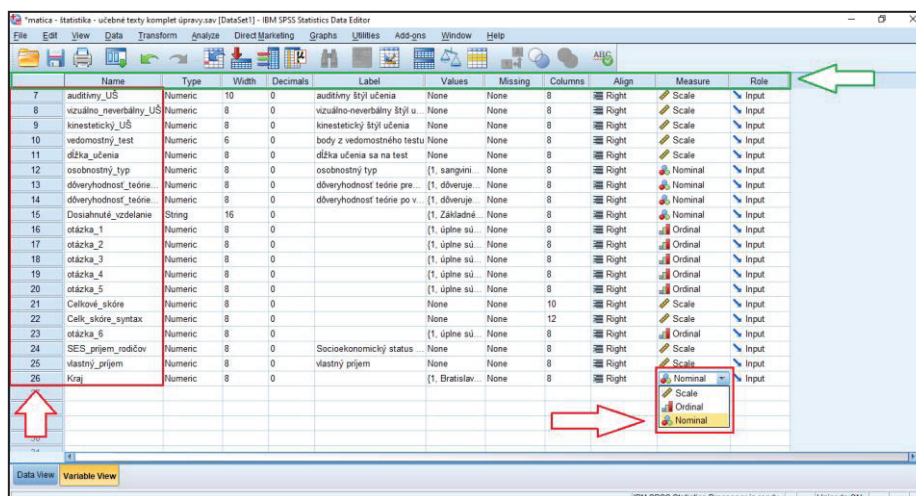 *matica - štatistika - učebné texty komplet úpravy.sav [DataSet1] - IBM SPSS Statistics Data Editor
File Edit View Data Transform Analyze Direct Marketing Graphs Utilities Add-ons Window Help
Name Type Width Decimals Label Values Missing Columns Align Measure Role
7 auditívny_UŠ Numeric 10 0 auditívny štýl učenia None None 8 Right Scale Input
8 vizuálno_neverbálny_UŠ Numeric 8 0 vizuálno-neverbálny štýl u... None None 8 Right Scale Input
9 kinestetický_UŠ Numeric 8 0 kinestetický štýl učenia None None 8 Right Scale Input
10 vedomostný_test Numeric 6 0 body z vedomostného testu None None 8 Right Scale Input
11 dĺžka_učenia Numeric 8 0 dĺžka učenia sa na test None None 8 Right Scale Input
12 osobnostný_typ Numeric 8 0 osobnostný typ {1, sangvini... None 8 Right Nominal Input
13 dôveryhodnosť_teórie... Numeric 8 0 dôveryhodnosť teórie pre... {1, dôveruje... None 8 Right Nominal Input
14 dôveryhodnosť_teórie... Numeric 8 0 dôveryhodnosť teórie po v... {1, dôveruje... None 8 Right Nominal Input
15 Dosiahnuté_vzdelanie String 16 0 {1, Základné... None 8 Right Nominal Input
16 otázka_1 Numeric 8 0 {1, úplne sú... None 8 Right Ordinal Input
17 otázka_2 Numeric 8 0 {1, úplne sú... None 8 Right Ordinal Input
18 otázka_3 Numeric 8 0 {1, úplne sú... None 8 Right Ordinal Input
19 otázka_4 Numeric 8 0 {1, úplne sú... None 8 Right Ordinal Input
20 otázka_5 Numeric 8 0 {1, úplne sú... None 8 Right Ordinal Input
21 Celkové_skóre Numeric 8 0 None None 10 Right Scale Input
22 Celk_skóre_syntax Numeric 8 0 None None 12 Right Scale Input
23 otázka_6 Numeric 8 0 {1, úplne sú... None 8 Right Ordinal Input
24 SES_príjem_rodičov Numeric 8 0 Socioekonomický status ... None None 8 Right Scale Input
25 vlastný_príjem Numeric 8 0 vlastný príjem None None 8 Right Scale Input
26 Kraj Numeric 8 0 {1, Bratislav... None 8 Right Nominal Input
Scale
Ordinal
Nominal
Data View Variable View